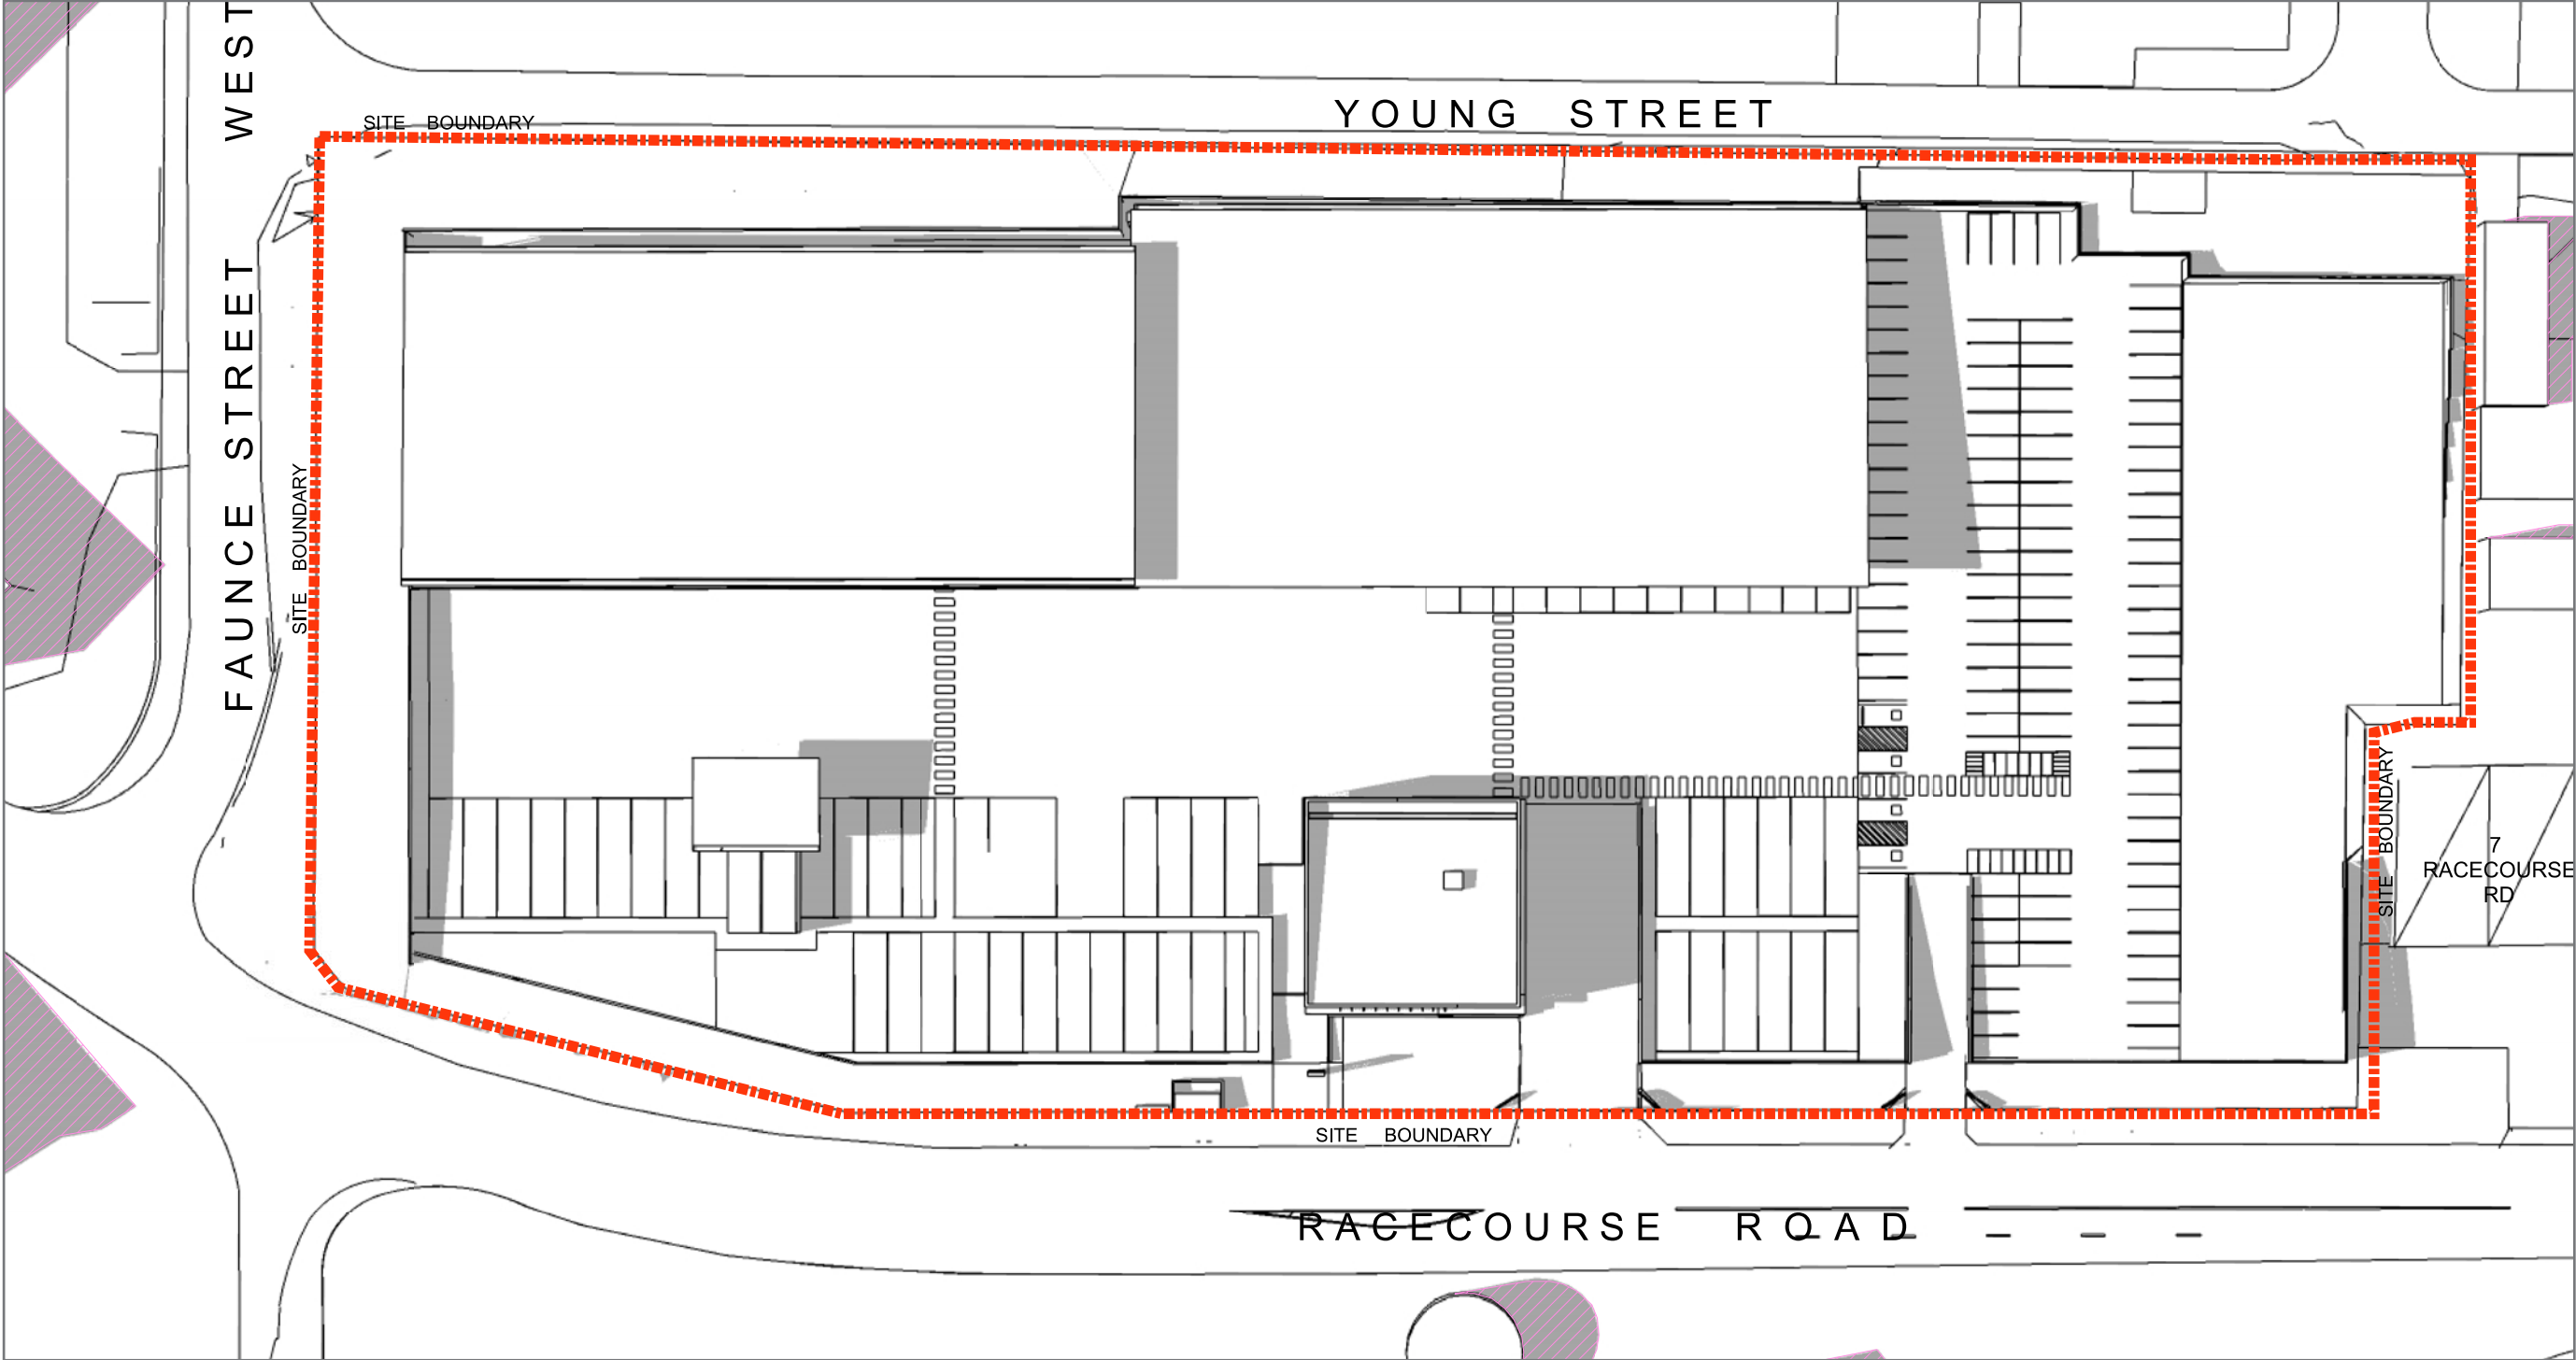 FAUNCE STREET WEST
SITE BOUNDARY
YOUNG STREET
SITE BOUNDARY
SITE BOUNDARY
7
RACECOURSE
RD
SITE BOUNDARY
RACECOURSE ROAD